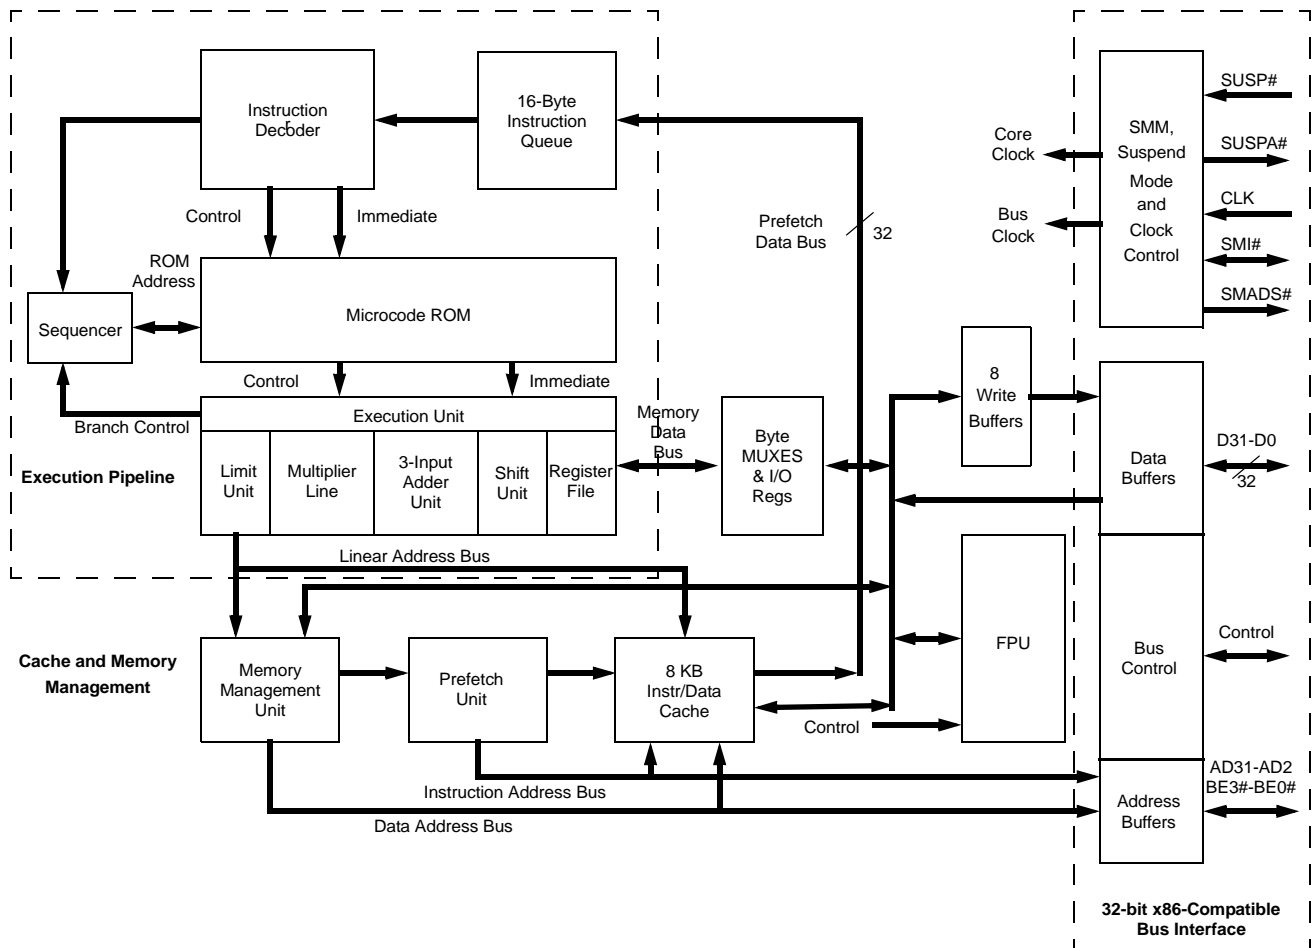 Instruction
Decoder
16-Byte
Instruction
Queue
Control
Immediate
ROM
Address
Sequencer
Microcode ROM
Control
Immediate
Branch Control
Execution Unit
Execution Pipeline
Limit
Unit
Multiplier
Line
3-Input
Adder
Unit
Shift
Unit
Register
File
Memory
Data
Bus
Byte
MUXES
& I/O
Regs
Prefetch
Data Bus
32
Linear Address Bus
Cache and Memory
Management
Memory
Management
Unit
Prefetch
Unit
8 KB
Instr/Data
Cache
Control
Instruction Address Bus
Data Address Bus
8
Write
Buffers
FPU
Core
Clock
Bus
Clock
SMM,
Suspend
Mode
and
Clock
Control
SUSP#
SUSPA#
CLK
SMI#
SMADS#
Data
Buffers
D31-D0
32
Bus
Control
Control
Address
Buffers
AD31-AD2
BE3#-BE0#
32-bit x86-Compatible
Bus Interface